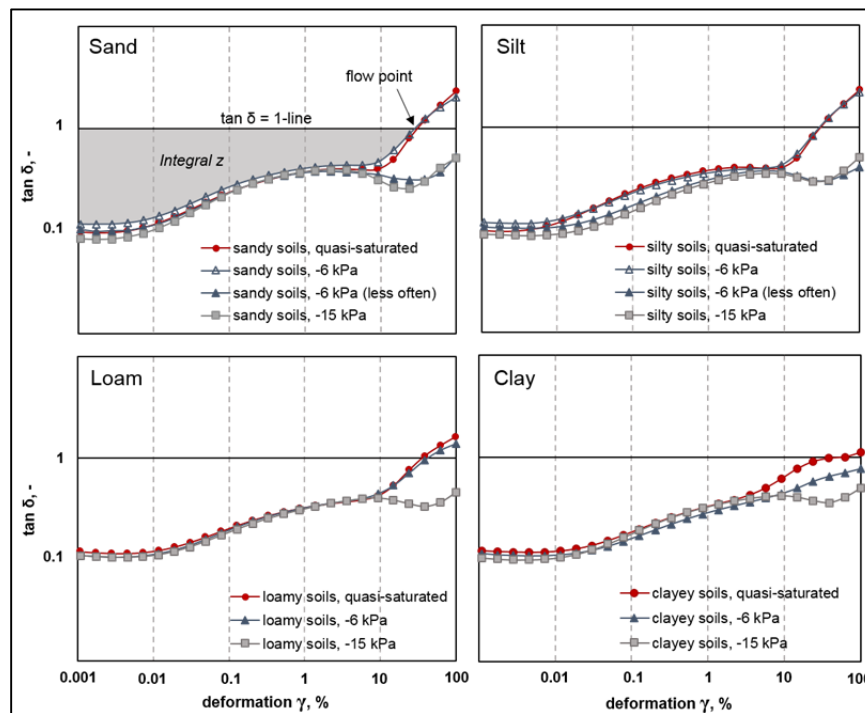 Sand
flow point
tan δ = 1-line
Integral z
1
0.1
tan δ, -
sandy soils, quasi-saturated
sandy soils, -6 kPa
sandy soils, -6 kPa (less often)
sandy soils, -15 kPa
Silt
1
0.1
tan δ, -
silty soils, quasi-saturated
silty soils, -6 kPa
silty soils, -6 kPa (less often)
silty soils, -15 kPa
Loam
1
0.1
tan δ, -
loamy soils, quasi-saturated
loamy soils, -6 kPa
loamy soils, -15 kPa
0.001 0.01 0.1 1 10 100
deformation γ, %
Clay
1
0.1
tan δ, -
clayey soils, quasi-saturated
clayey soils, -6 kPa
clayey soils, -15 kPa
0.01 0.1 1 10 100
deformation γ, %